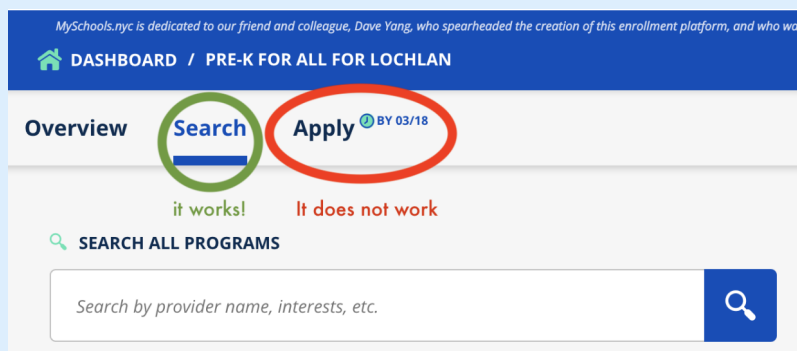 MySchools.nyc is dedicated to our friend and colleague, Dave Yang, who spearheaded the creation of this enrollment platform, and who wa
DASHBOARD / PRE-K FOR ALL FOR LOCHLAN
Overview Search Apply BY 03/18
it works! It does not work
SEARCH ALL PROGRAMS
Search by provider name, interests, etc.